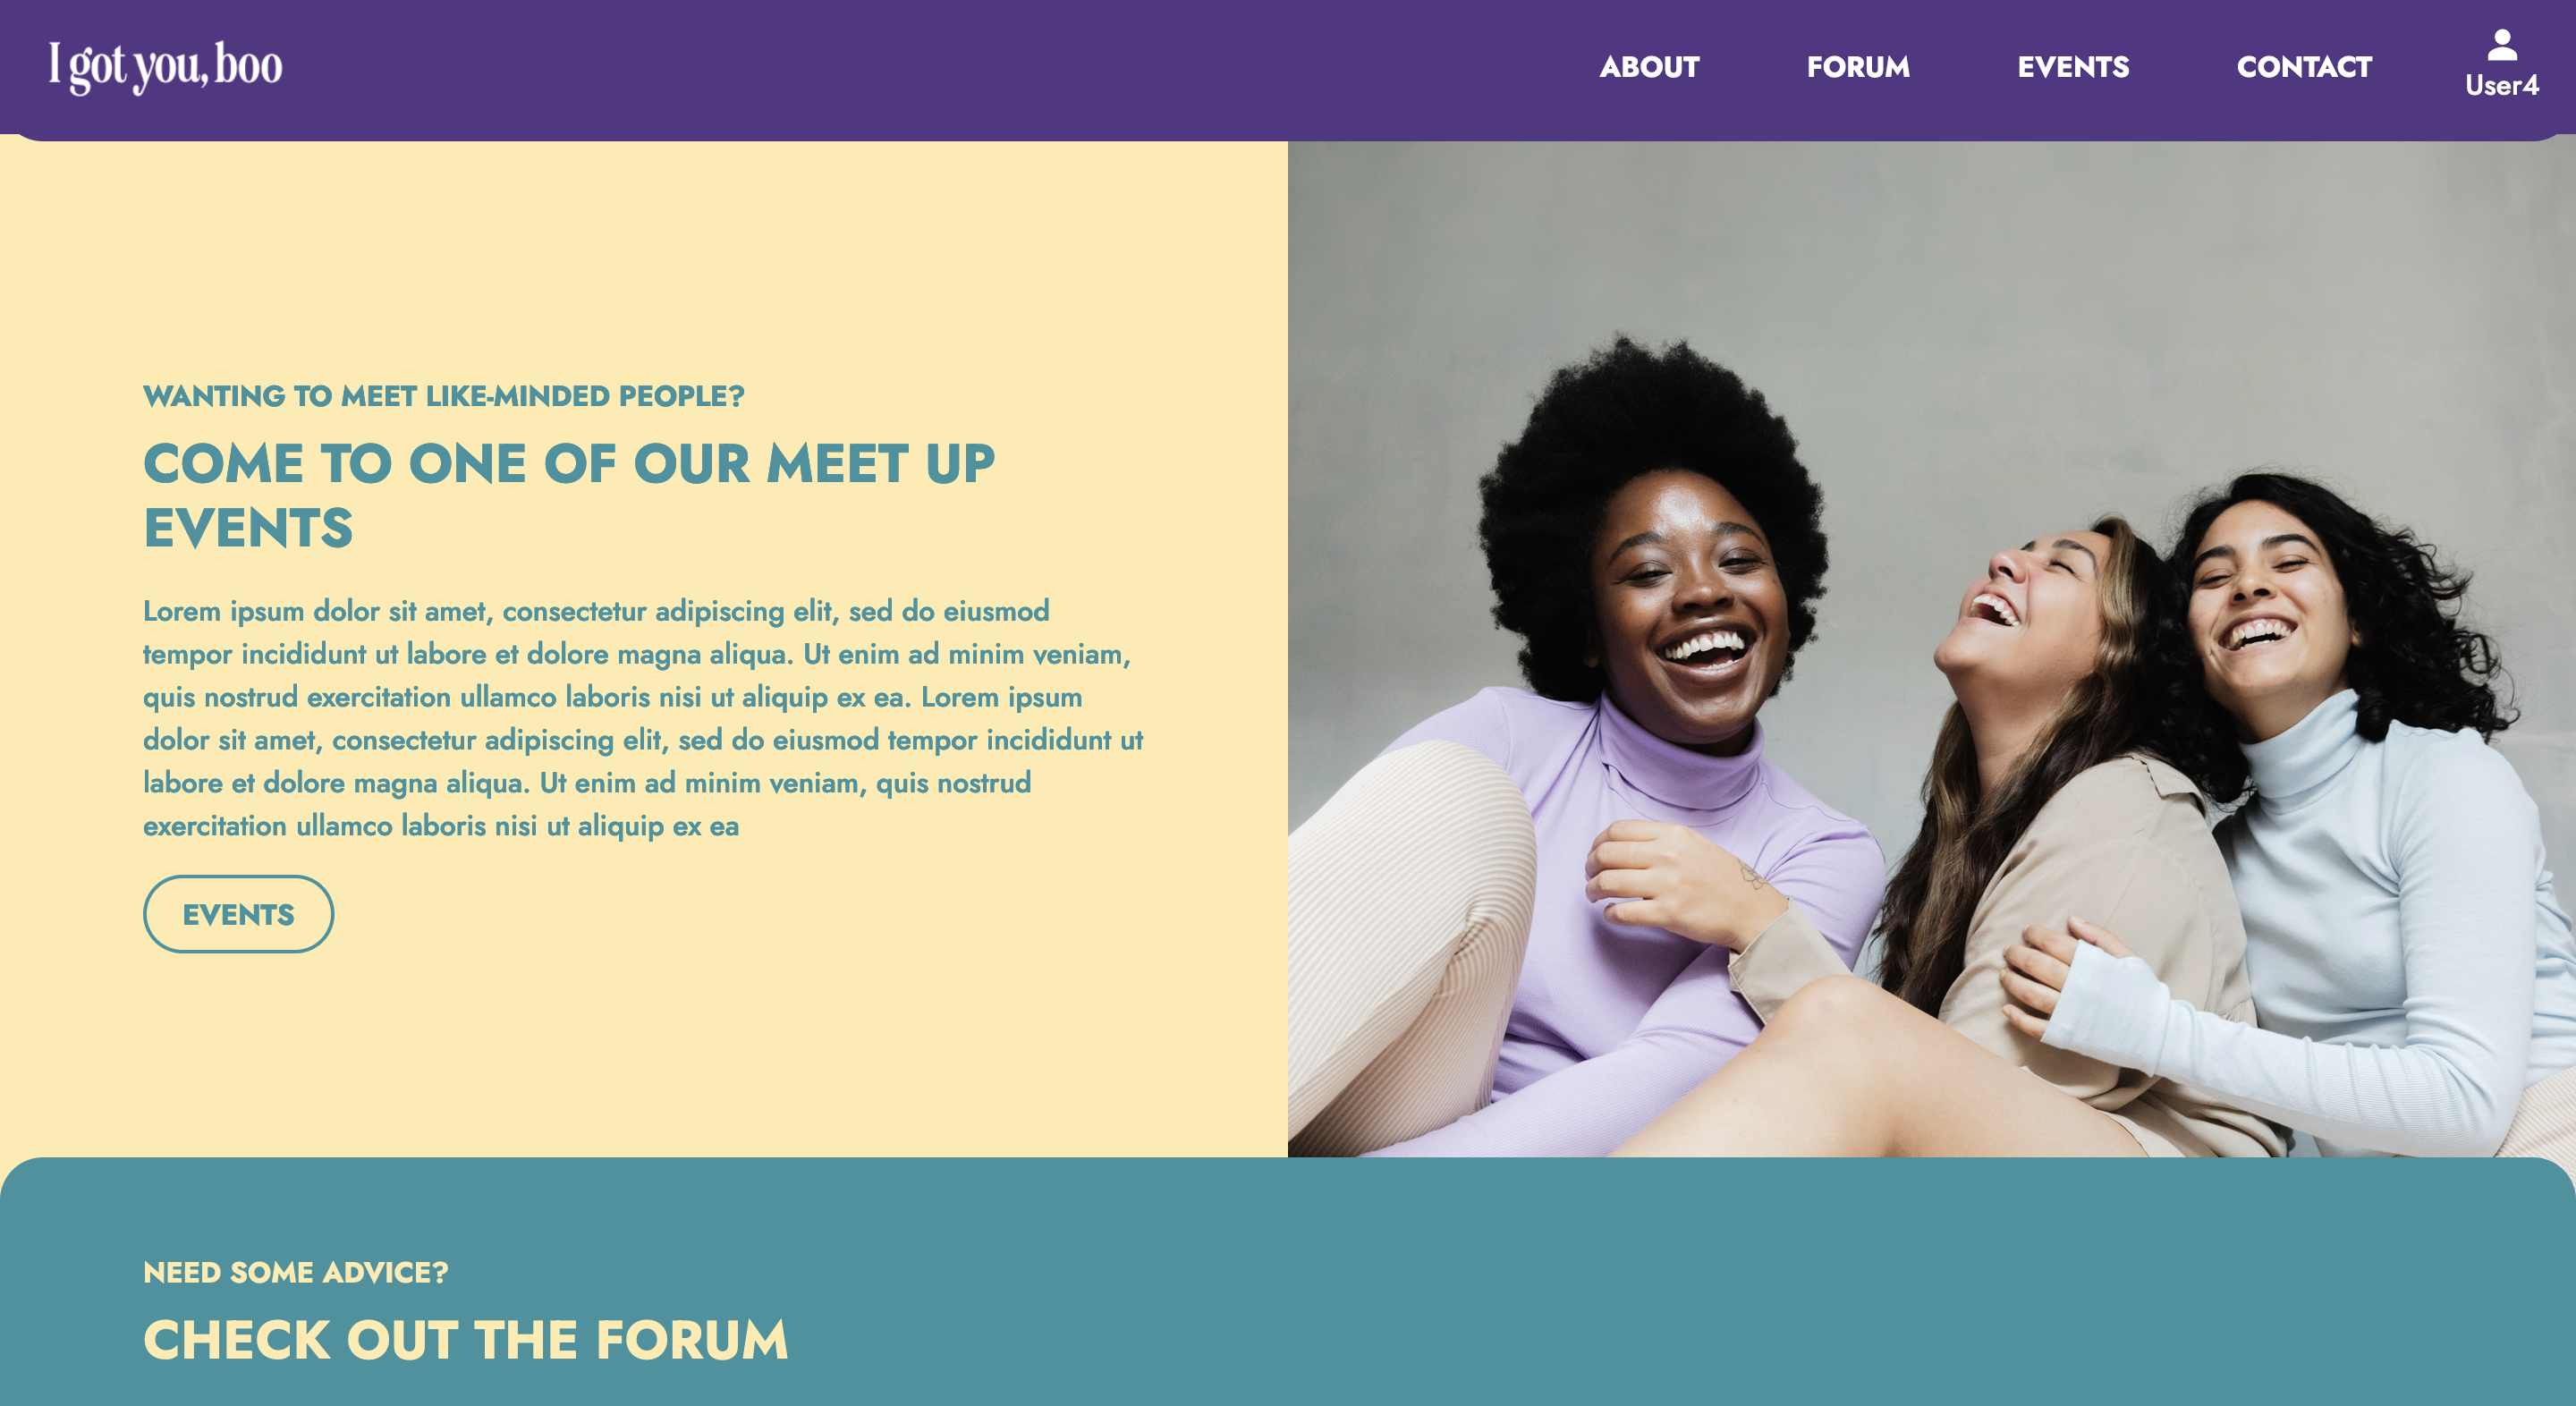 I got you, boo
ABOUT
FORUM
EVENTS
CONTACT
User4
WANTING TO MEET LIKE-MINDED PEOPLE?
COME TO ONE OF OUR MEET UP
EVENTS
Lorem ipsum dolor sit amet, consectetur adipiscing elit, sed do eiusmod
tempor incididunt ut labore et dolore magna aliqua. Ut enim ad minim veniam,
quis nostrud exercitation ullamco laboris nisi ut aliquip ex ea. Lorem ipsum
dolor sit amet, consectetur adipiscing elit, sed do eiusmod tempor incididunt ut
labore et dolore magna aliqua. Ut enim ad minim veniam, quis nostrud
exercitation ullamco laboris nisi ut aliquip ex ea
EVENTS
NEED SOME ADVICE?
CHECK OUT THE FORUM